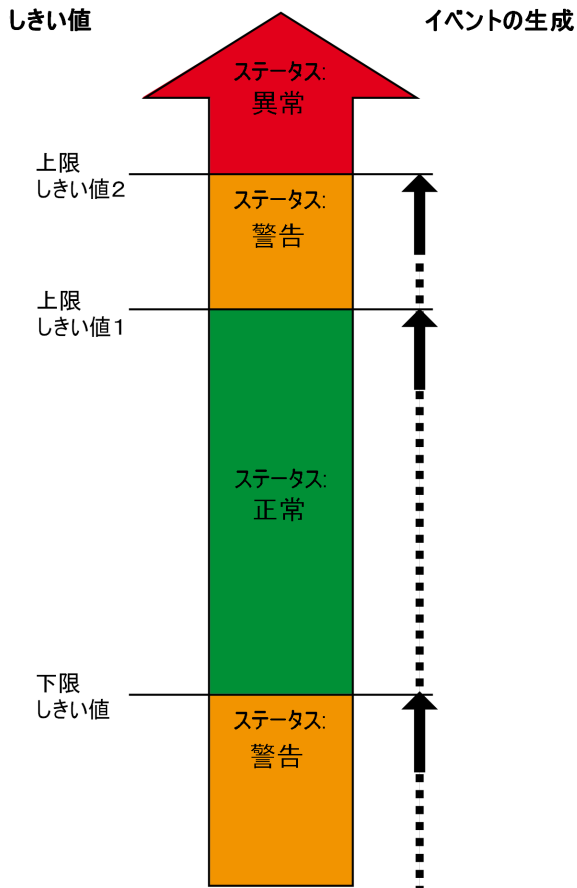 しきい値
イベントの生成
ステータス:
異常
上限
しきい値2
ステータス:
警告
上限
しきい値1
ステータス:
正常
下限
しきい値
ステータス:
警告